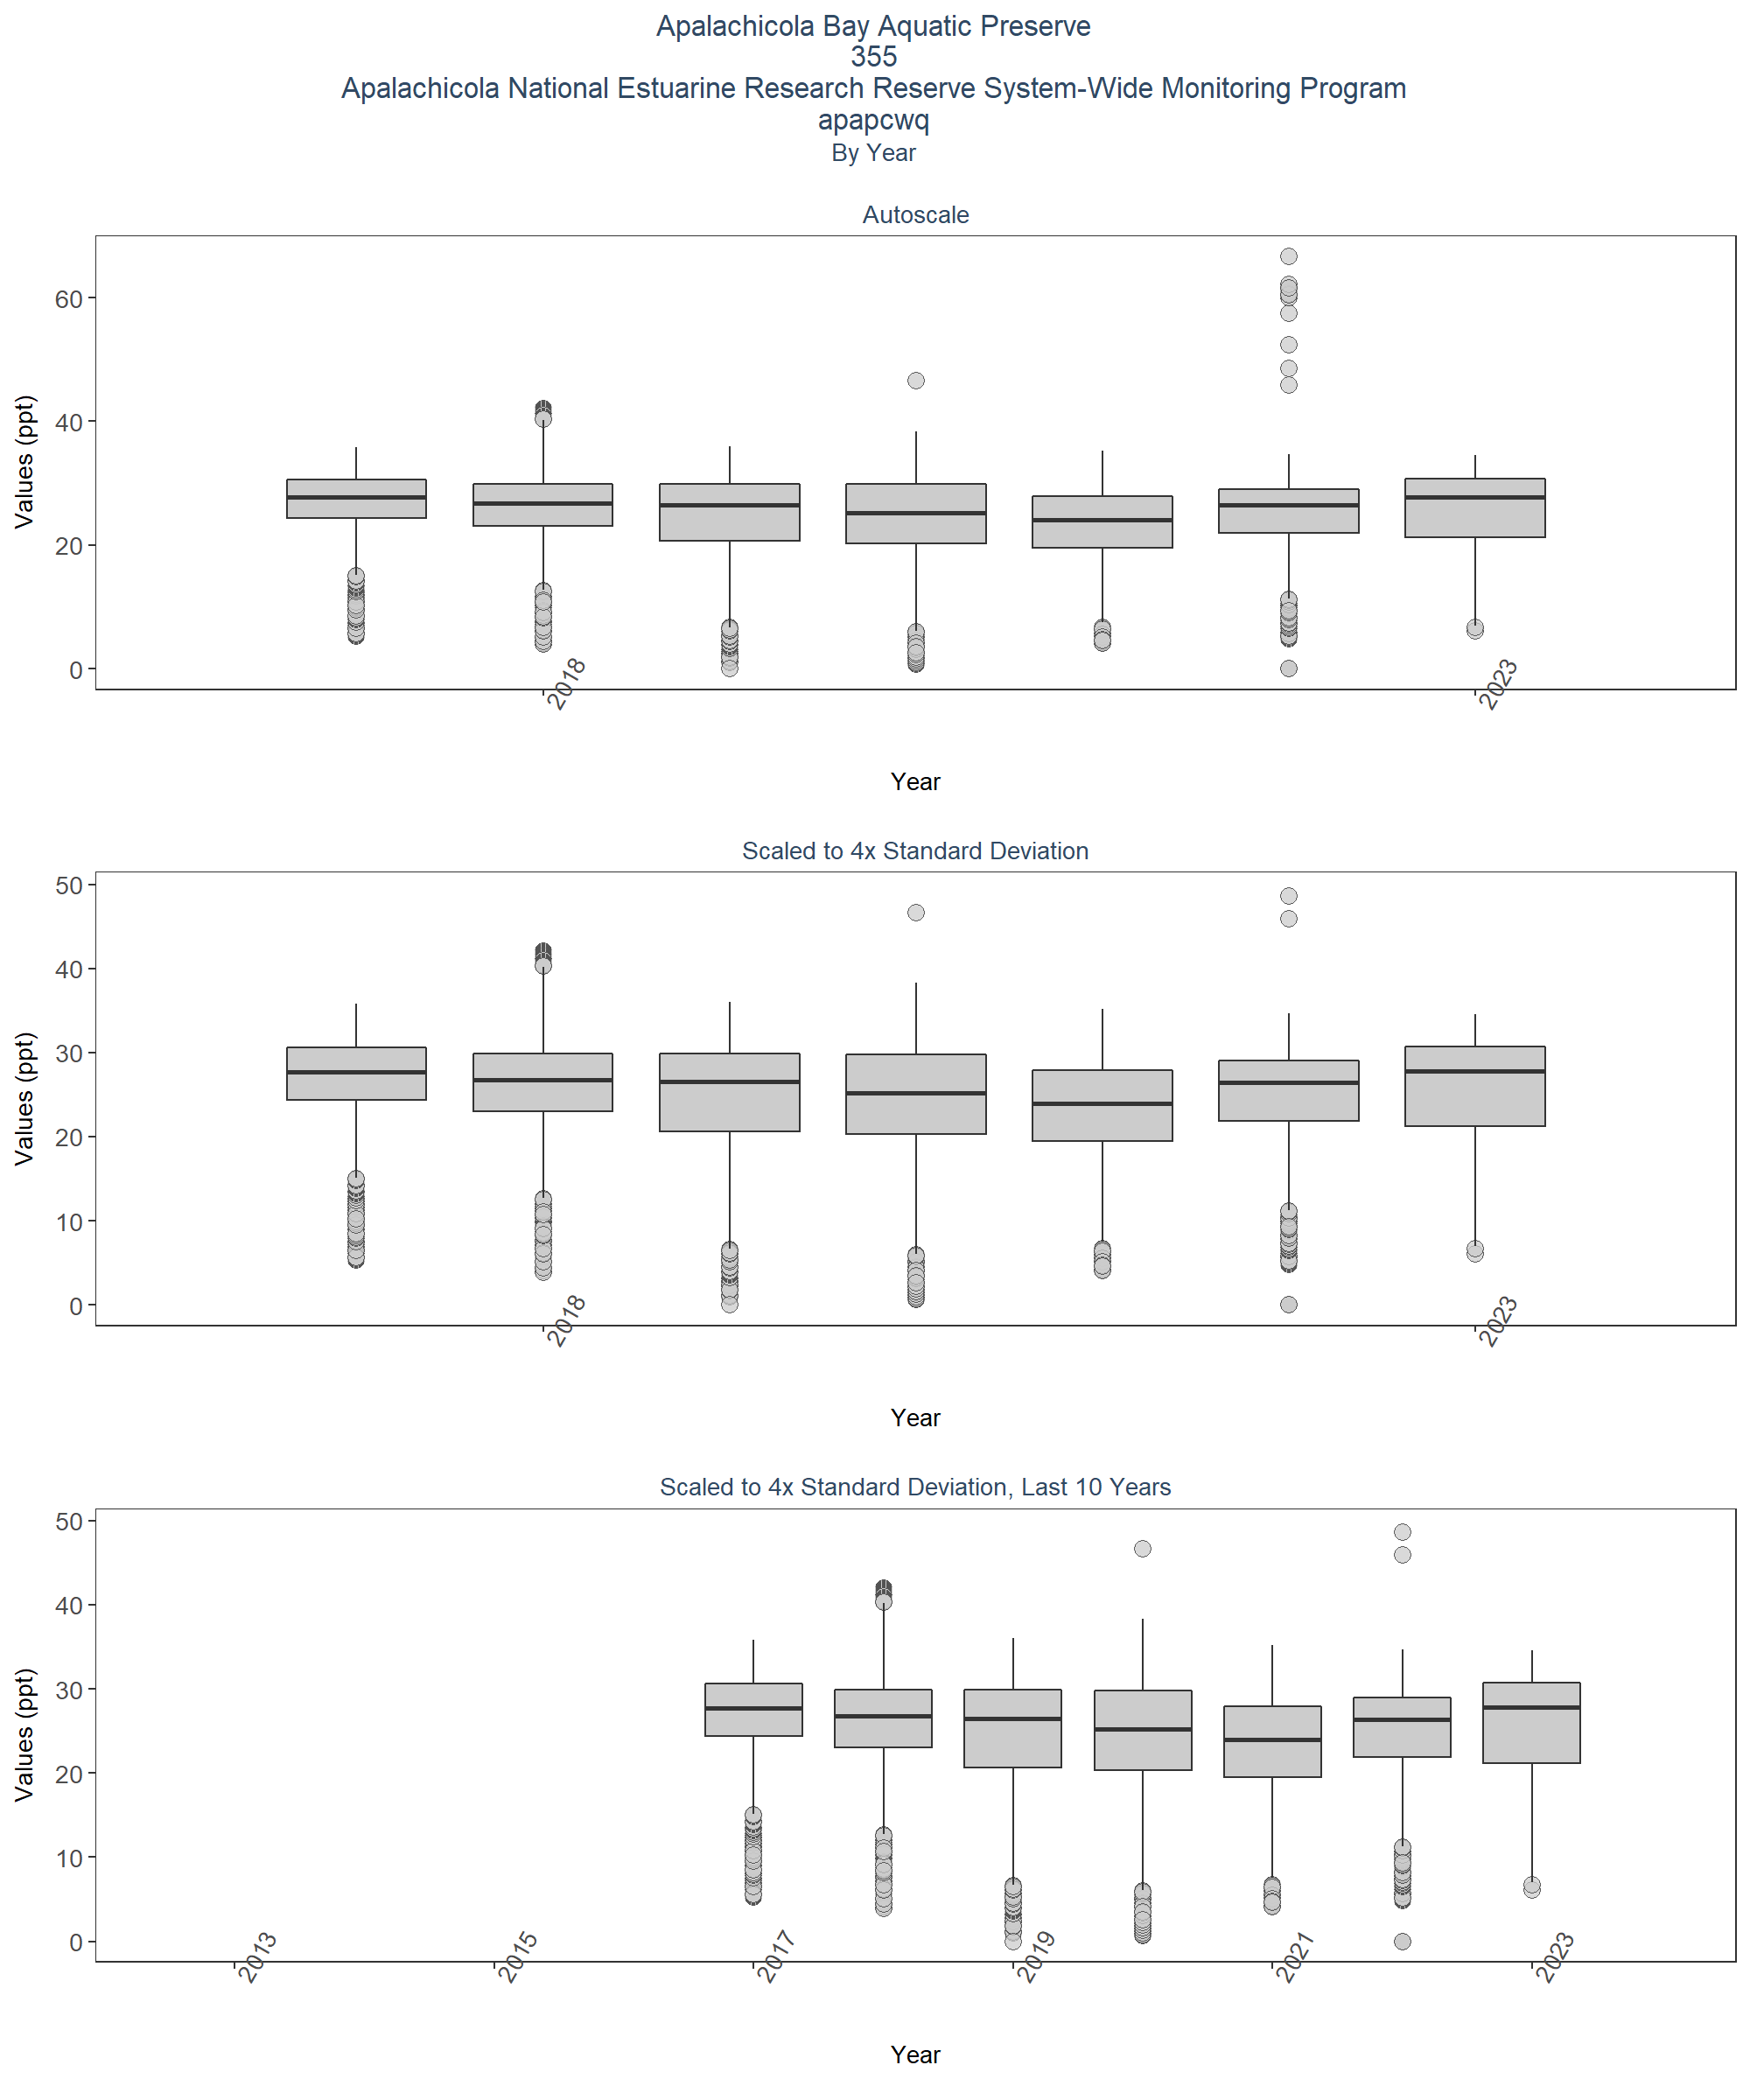 Apalachicola Bay Aquatic Preserve
355
Apalachicola National Estuarine Research Reserve System-Wide Monitoring Program
apapcwq
By Year
Autoscale
Values (ppt)
60
40
20
0
2018
2023
Year
Scaled to 4x Standard Deviation
Values (ppt)
50
40
30
20
10
0
2018
2023
Year
Scaled to 4x Standard Deviation, Last 10 Years
Values (ppt)
50
40
30
20
10
0
2013
2015
2017
2019
2021
2023
Year